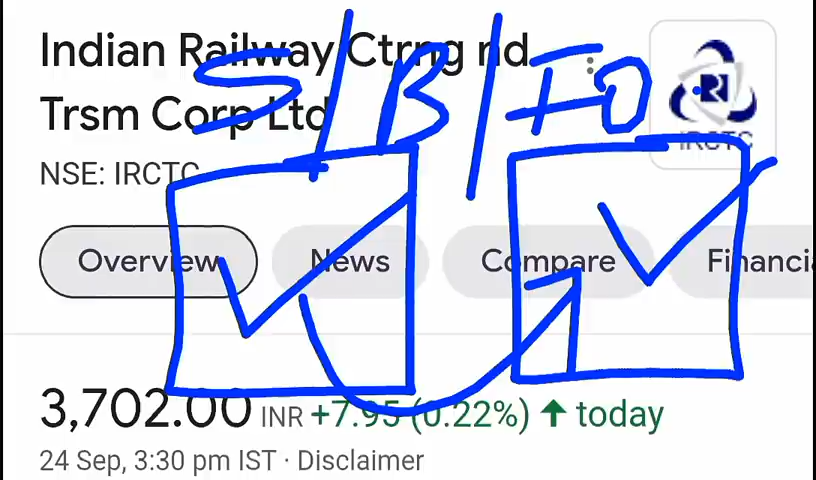 Indian Railway Ctrng nd
Trsm Corp Ltd
S/B/FO
IRCTC
NSE: IRCTC
Overview News Compare Financi
3,702.00 INR +7.95 (0.22%) ↑ today
24 Sep, 3:30 pm IST · Disclaimer